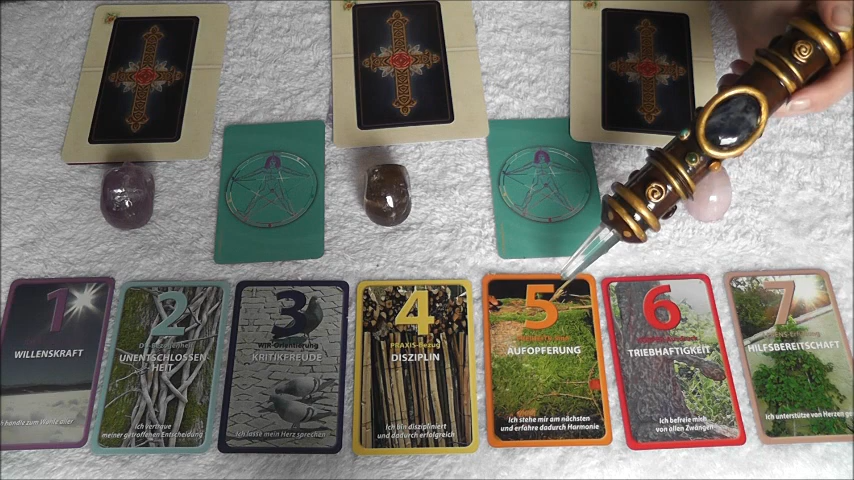 1
WILLENSKRAFT
handle zum Wohle aller
2
UNENTSCHLOSSEN-
HEIT
Ich vertraue
meiner getroffenen Entscheidung
3
WIR-Orientierung
KRITIKFREUDE
Ich lasse mein Herz sprechen
4
PRAXIS-Bezug
DISZIPLIN
Ich bin diszipliniert
und dadurch erfolgreich
5
AUFOPFERUNG
Ich stehe mir am nächsten
und erfahre dadurch Harmonie
6
TRIEBHAFTIGKEIT
Ich befreie mich
von allen Zwängen
7
HILFSBEREITSCHAFT
Ich unterstütze von Herzen